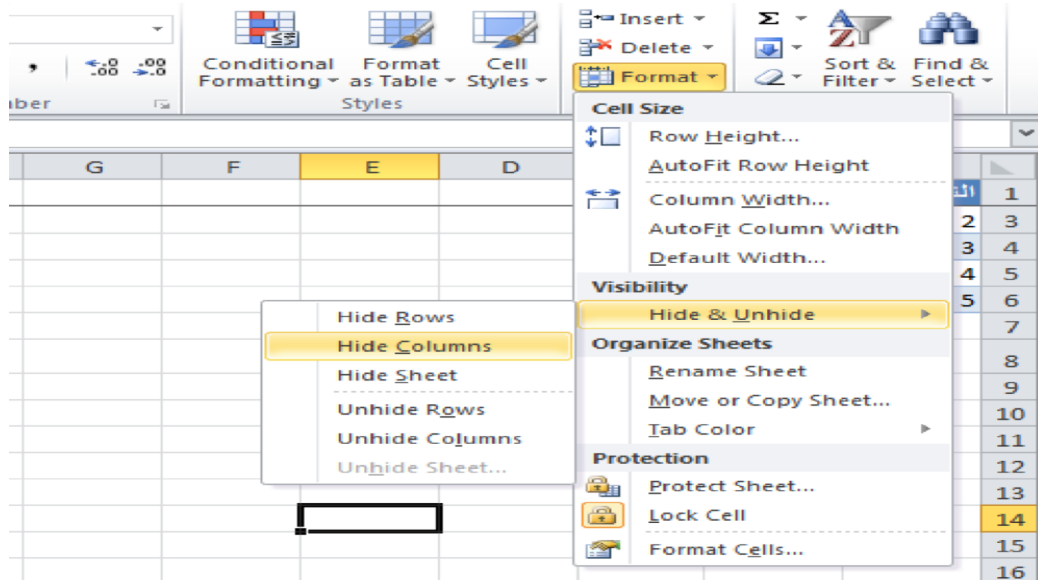 Insert
Σ
Delete
Conditional Formatting
Format as Table
Cell Styles
Format
Sort & Filter
Find & Select
Styles
Cell Size
Row Height...
AutoFit Row Height
Column Width...
AutoFit Column Width
Default Width...
Visibility
Hide & Unhide
Organize Sheets
Rename Sheet
Move or Copy Sheet...
Tab Color
Protection
Protect Sheet...
Lock Cell
Format Cells...
Hide Rows
Hide Columns
Hide Sheet
Unhide Rows
Unhide Columns
Unhide Sheet...
G F E D
1
2 3
3 4
4 5
5 6
7
8
9
10
11
12
13
14
15
16